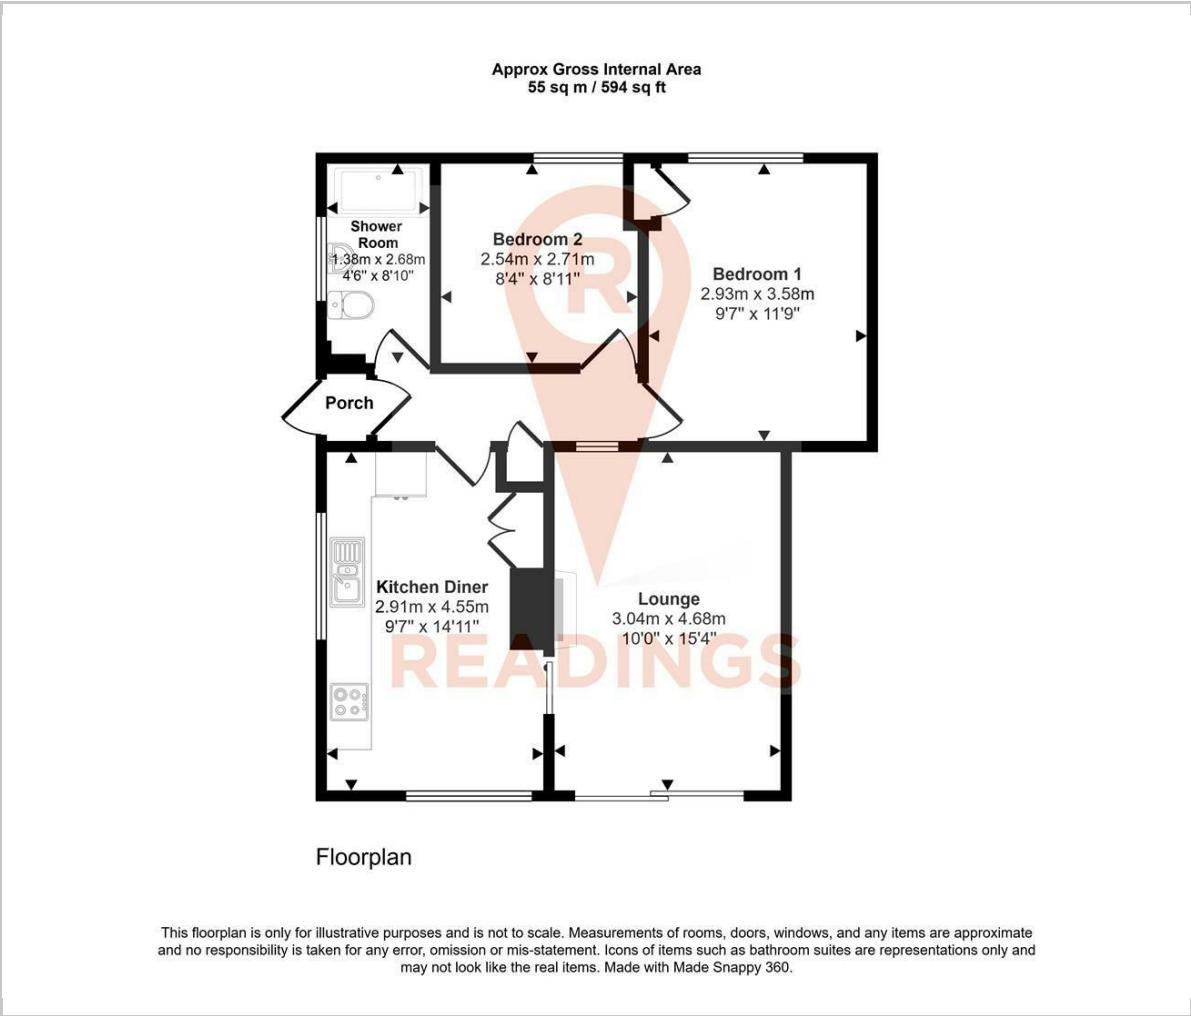 Approx Gross Internal Area
55 sq m / 594 sq ft
Shower
Room
1.38m x 2.68m
4'6" x 8'10"
Bedroom 2
2.54m x 2.71m
8'4" x 8'11"
Bedroom 1
2.93m x 3.58m
9'7" x 11'9"
R
Porch
Kitchen Diner
2.91m x 4.55m
9'7" x 14'11"
Lounge
3.04m x 4.68m
10'0" x 15'4"
READINGS
Floorplan
This floorplan is only for illustrative purposes and is not to scale. Measurements of rooms, doors, windows, and any items are approximate
and no responsibility is taken for any error, omission or mis-statement. Icons of items such as bathroom suites are representations only and
may not look like the real items. Made with Made Snappy 360.